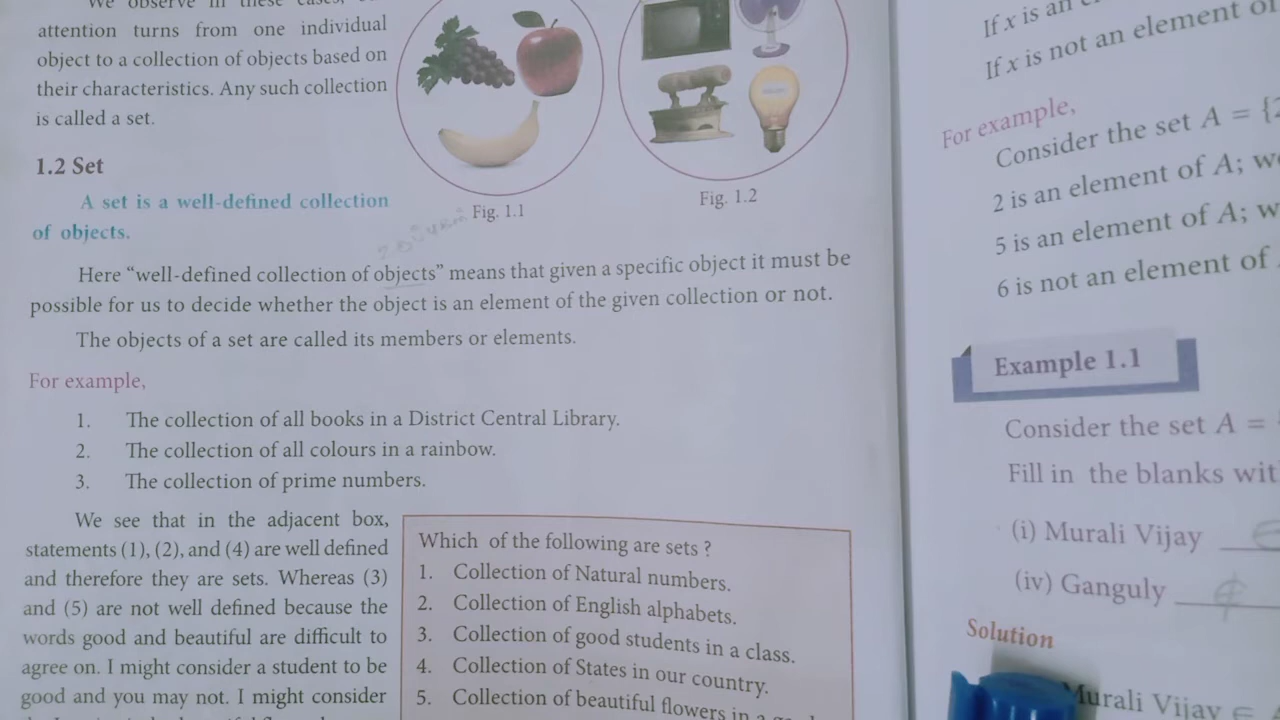 We observe in these cases,
attention turns from one individual
object to a collection of objects based on
their characteristics. Any such collection
is called a set.
Fig. 1.1
Fig. 1.2
1.2 Set
A set is a well-defined collection
of objects.
Here “well-defined collection of objects” means that given a specific object it must be
possible for us to decide whether the object is an element of the given collection or not.
The objects of a set are called its members or elements.
For example,
1. The collection of all books in a District Central Library.
2. The collection of all colours in a rainbow.
3. The collection of prime numbers.
We see that in the adjacent box,
statements (1), (2), and (4) are well defined
and therefore they are sets. Whereas (3)
and (5) are not well defined because the
words good and beautiful are difficult to
agree on. I might consider a student to be
good and you may not. I might consider
Which of the following are sets ?
1. Collection of Natural numbers.
2. Collection of English alphabets.
3. Collection of good students in a class.
4. Collection of States in our country.
5. Collection of beautiful flowers in a
If x is an
If x is not an element of
For example,
Consider the set A = {2
2 is an element of A; w
5 is an element of A; w
6 is not an element of
Example 1.1
Consider the set A =
Fill in the blanks wit
(i) Murali Vijay
(iv) Ganguly ∉
Solution
Murali Vijay ∈